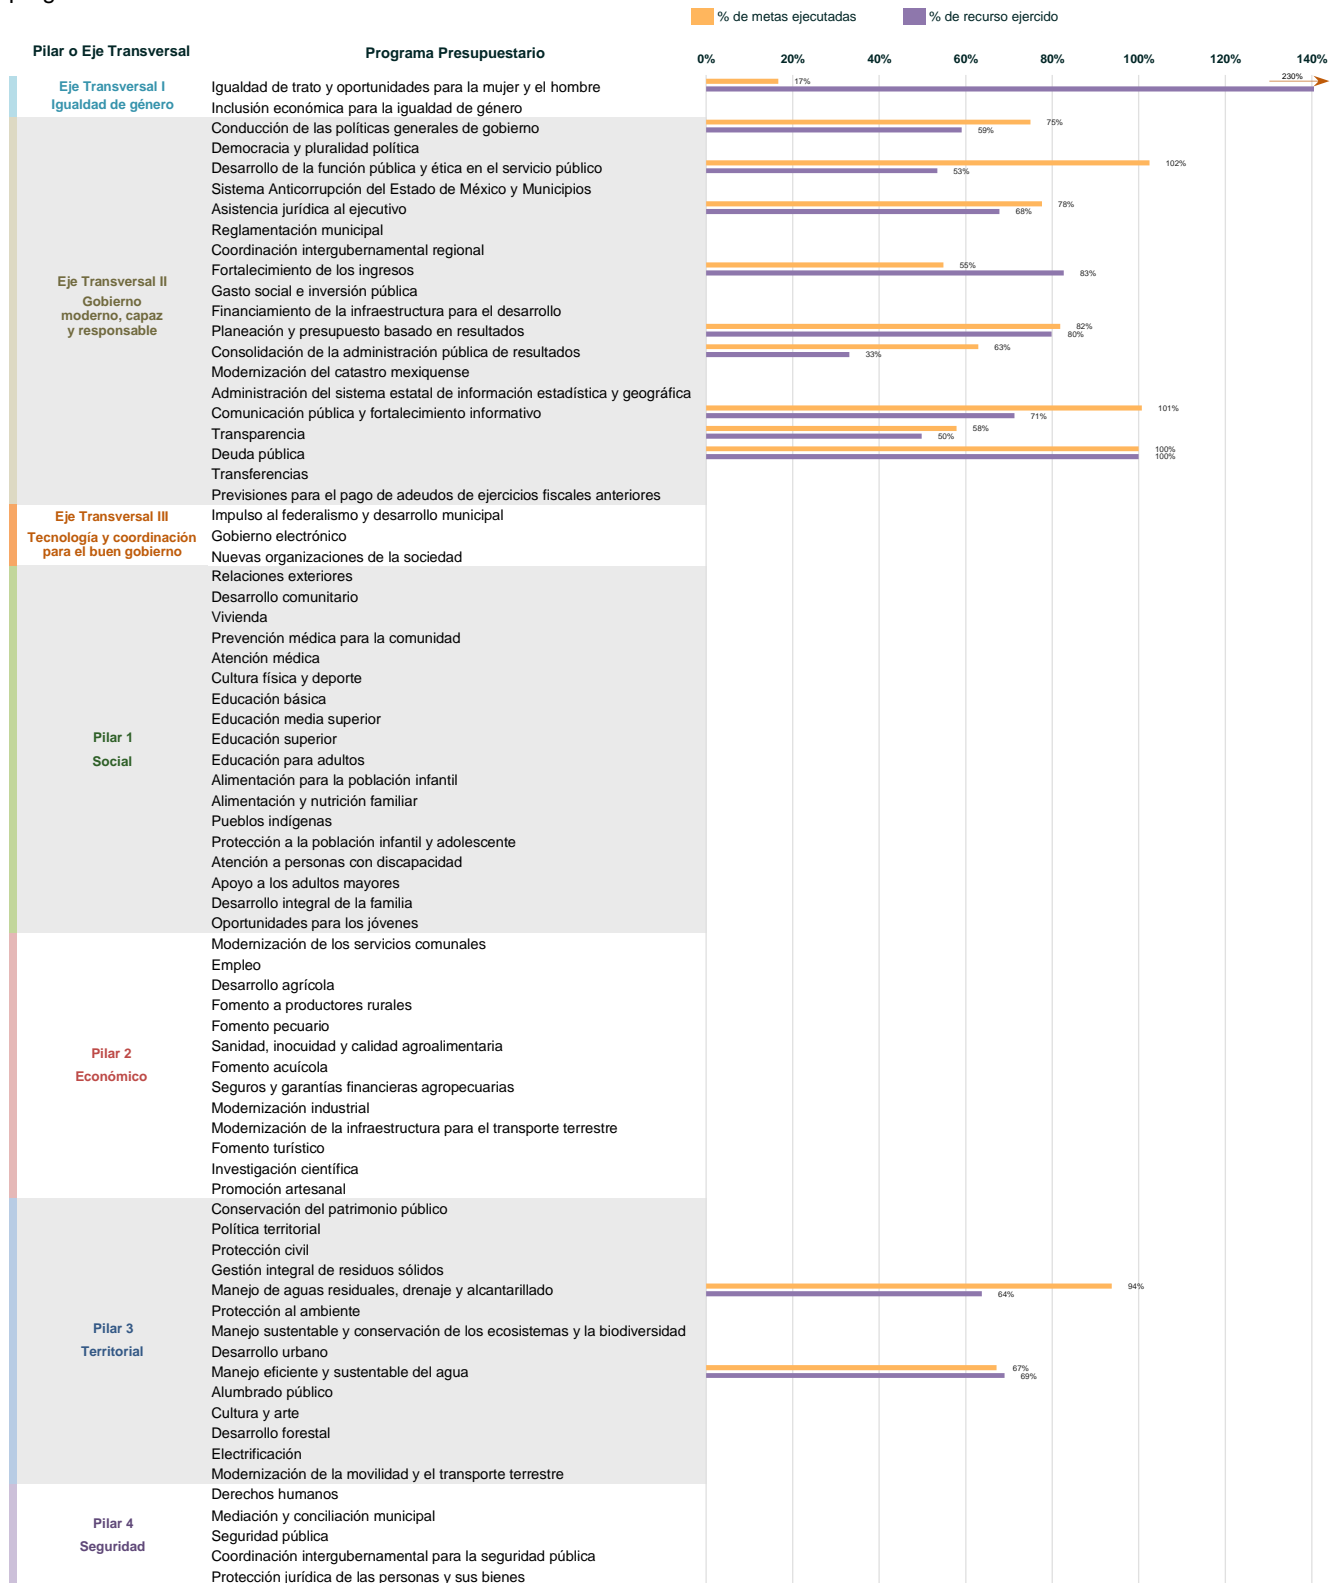 % de metas ejecutadas % de recurso ejercido
Pilar o Eje Transversal Programa Presupuestario 0% 20% 40% 60% 80% 100% 120% 140%
Eje Transversal I
Igualdad de género
Igualdad de trato y oportunidades para la mujer y el hombre 17% 230%
Inclusión económica para la igualdad de género
Eje Transversal II
Gobierno
moderno, capaz
y responsable
Conducción de las políticas generales de gobierno 75% 59%
Democracia y pluralidad política
Desarrollo de la función pública y ética en el servicio público 102% 53%
Sistema Anticorrupción del Estado de México y Municipios
Asistencia jurídica al ejecutivo 78% 68%
Reglamentación municipal
Coordinación intergubernamental regional
Fortalecimiento de los ingresos 55% 83%
Gasto social e inversión pública
Financiamiento de la infraestructura para el desarrollo
Planeación y presupuesto basado en resultados 82% 80%
Consolidación de la administración pública de resultados 63% 33%
Modernización del catastro mexiquense
Administración del sistema estatal de información estadística y geográfica
Comunicación pública y fortalecimiento informativo 101% 71%
Transparencia 58% 50%
Deuda pública 100% 100%
Transferencias
Previsiones para el pago de adeudos de ejercicios fiscales anteriores
Eje Transversal III
Tecnología y coordinación
para el buen gobierno
Impulso al federalismo y desarrollo municipal
Gobierno electrónico
Nuevas organizaciones de la sociedad
Pilar 1
Social
Relaciones exteriores
Desarrollo comunitario
Vivienda
Prevención médica para la comunidad
Atención médica
Cultura física y deporte
Educación básica
Educación media superior
Educación superior
Educación para adultos
Alimentación para la población infantil
Alimentación y nutrición familiar
Pueblos indígenas
Protección a la población infantil y adolescente
Atención a personas con discapacidad
Apoyo a los adultos mayores
Desarrollo integral de la familia
Oportunidades para los jóvenes
Pilar 2
Económico
Modernización de los servicios comunales
Empleo
Desarrollo agrícola
Fomento a productores rurales
Fomento pecuario
Sanidad, inocuidad y calidad agroalimentaria
Fomento acuícola
Seguros y garantías financieras agropecuarias
Modernización industrial
Modernización de la infraestructura para el transporte terrestre
Fomento turístico
Investigación científica
Promoción artesanal
Pilar 3
Territorial
Conservación del patrimonio público
Política territorial
Protección civil
Gestión integral de residuos sólidos
Manejo de aguas residuales, drenaje y alcantarillado 94% 64%
Protección al ambiente
Manejo sustentable y conservación de los ecosistemas y la biodiversidad
Desarrollo urbano
Manejo eficiente y sustentable del agua 67% 69%
Alumbrado público
Cultura y arte
Desarrollo forestal
Electrificación
Modernización de la movilidad y el transporte terrestre
Pilar 4
Seguridad
Derechos humanos
Mediación y conciliación municipal
Seguridad pública
Coordinación intergubernamental para la seguridad pública
Protección jurídica de las personas y sus bienes